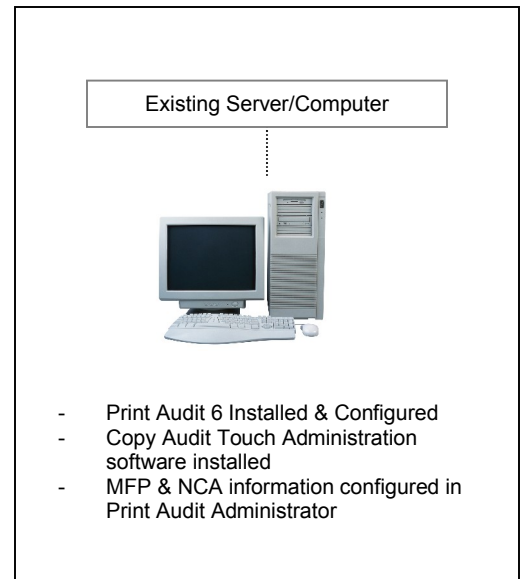 Existing Server/Computer
- Print Audit 6 Installed & Configured
- Copy Audit Touch Administration
software installed
- MFP & NCA information configured in
Print Audit Administrator